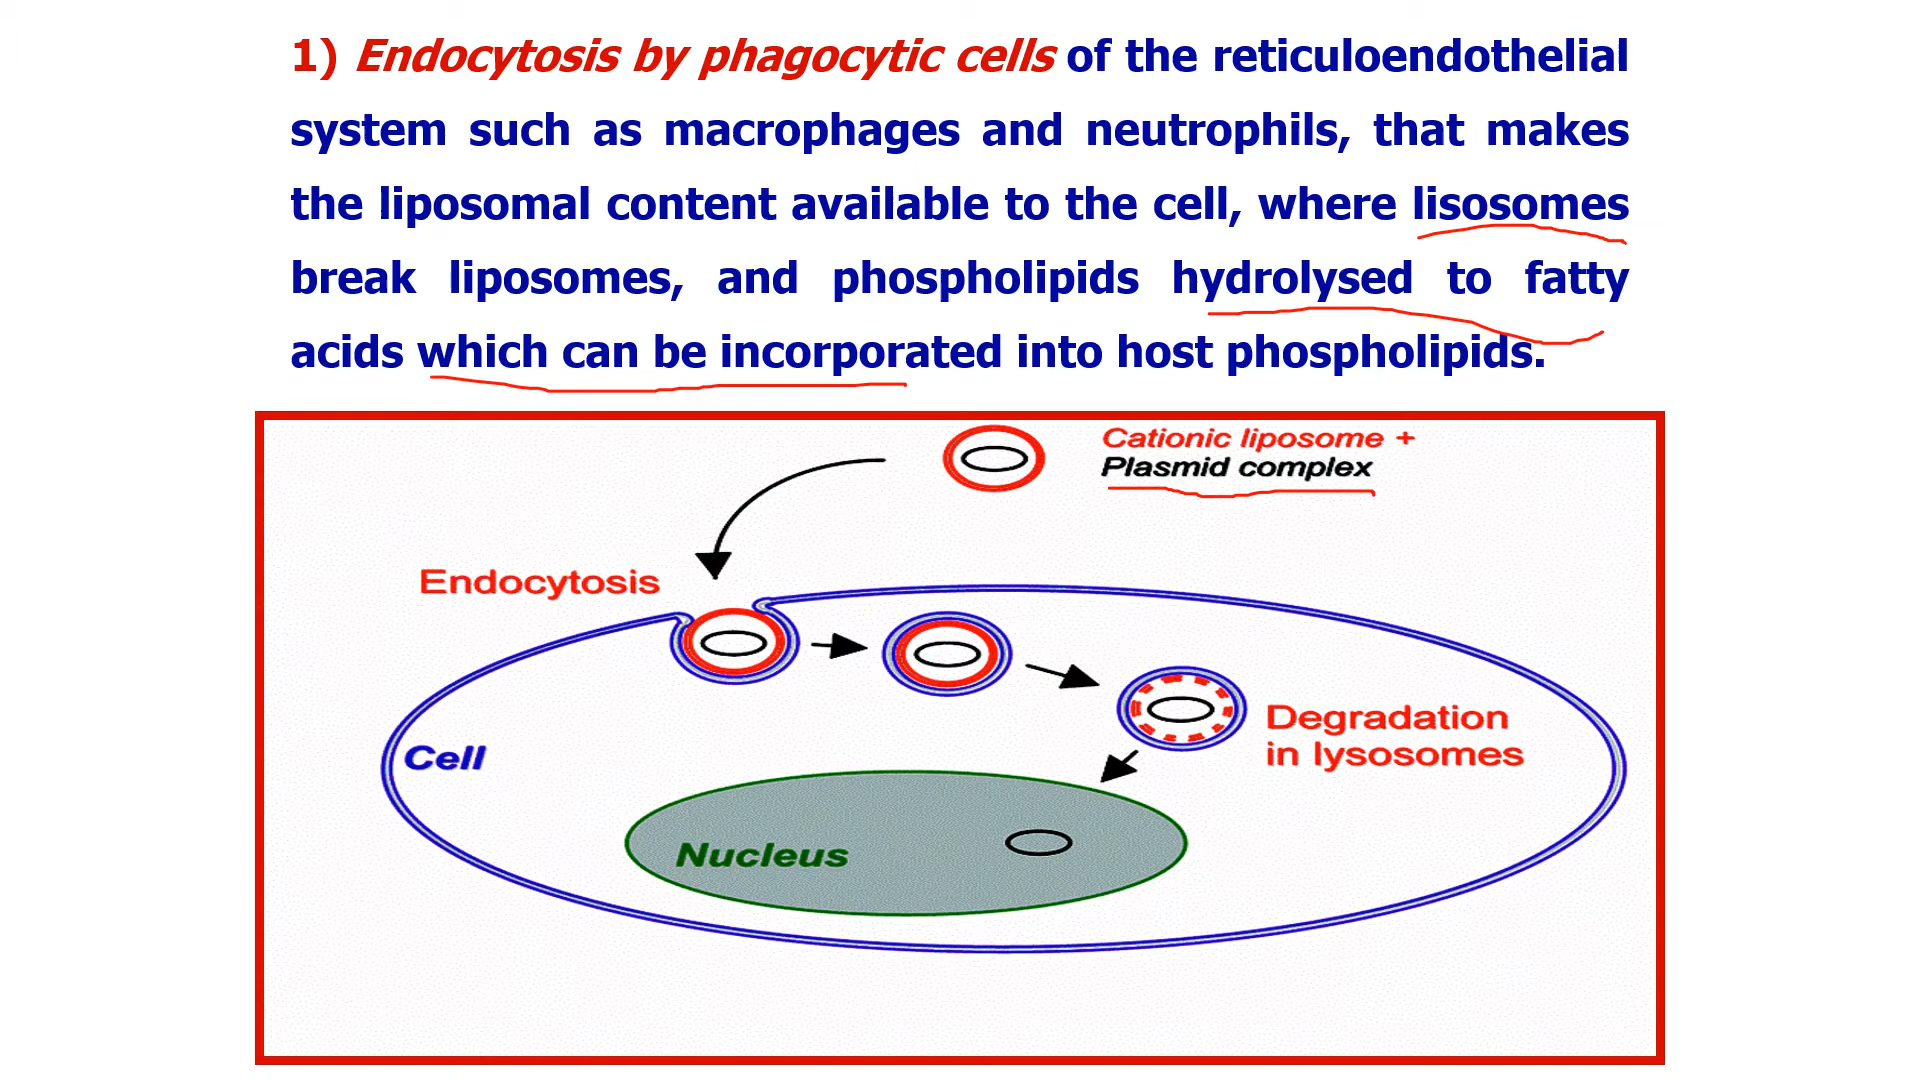 1) Endocytosis by phagocytic cells of the reticuloendothelial
system such as macrophages and neutrophils, that makes
the liposomal content available to the cell, where lisosomes
break liposomes, and phospholipids hydrolysed to fatty
acids which can be incorporated into host phospholipids.
Cationic liposome +
Plasmid complex
Endocytosis
Degradation
in lysosomes
Cell
Nucleus